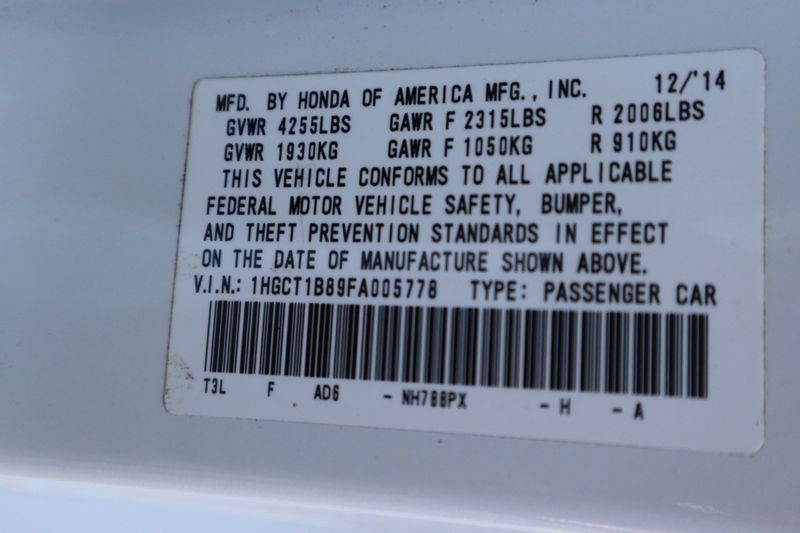 MFD. BY HONDA OF AMERICA MFG., INC. 12/'14
GVWR 4255LBS GAWR F 2315LBS R 2006LBS
GVWR 1930KG GAWR F 1050KG R 910KG
THIS VEHICLE CONFORMS TO ALL APPLICABLE
FEDERAL MOTOR VEHICLE SAFETY, BUMPER,
AND THEFT PREVENTION STANDARDS IN EFFECT
ON THE DATE OF MANUFACTURE SHOWN ABOVE.
V.I.N.: 1HGCT1B89FA005778 TYPE: PASSENGER CAR
T3L F AD6 - NH788PX - H - A